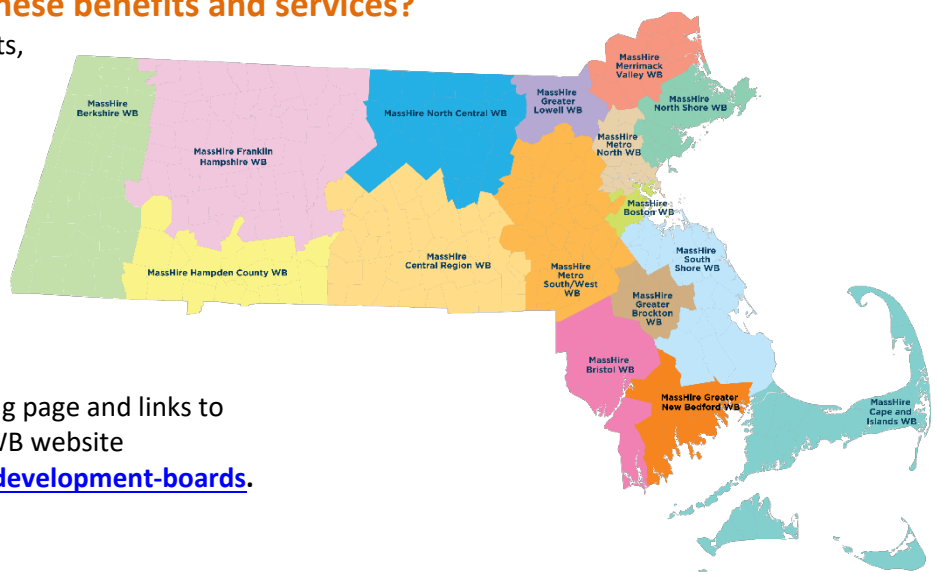 hese benefits and services?
ts,
MassHire
Merrimack
Valley WB
MassHire
Berkshire WB
MassHire
Greater
Lowell WB
MassHire
North Shore WB
MassHire North Central WB
MassHire
Metro
North WB
MassHire Franklin
Hampshire WB
MassHire
Boston WB
MassHire
South
Shore WB
MassHire
Central Region WB
MassHire Hampden County WB
MassHire
Metro
South/West
WB
MassHire
Greater
Brockton
WB
MassHire
Bristol WB
MassHire Greater
New Bedford WB
MassHire
Cape and
Islands WB
g page and links to
WB website
development-boards.